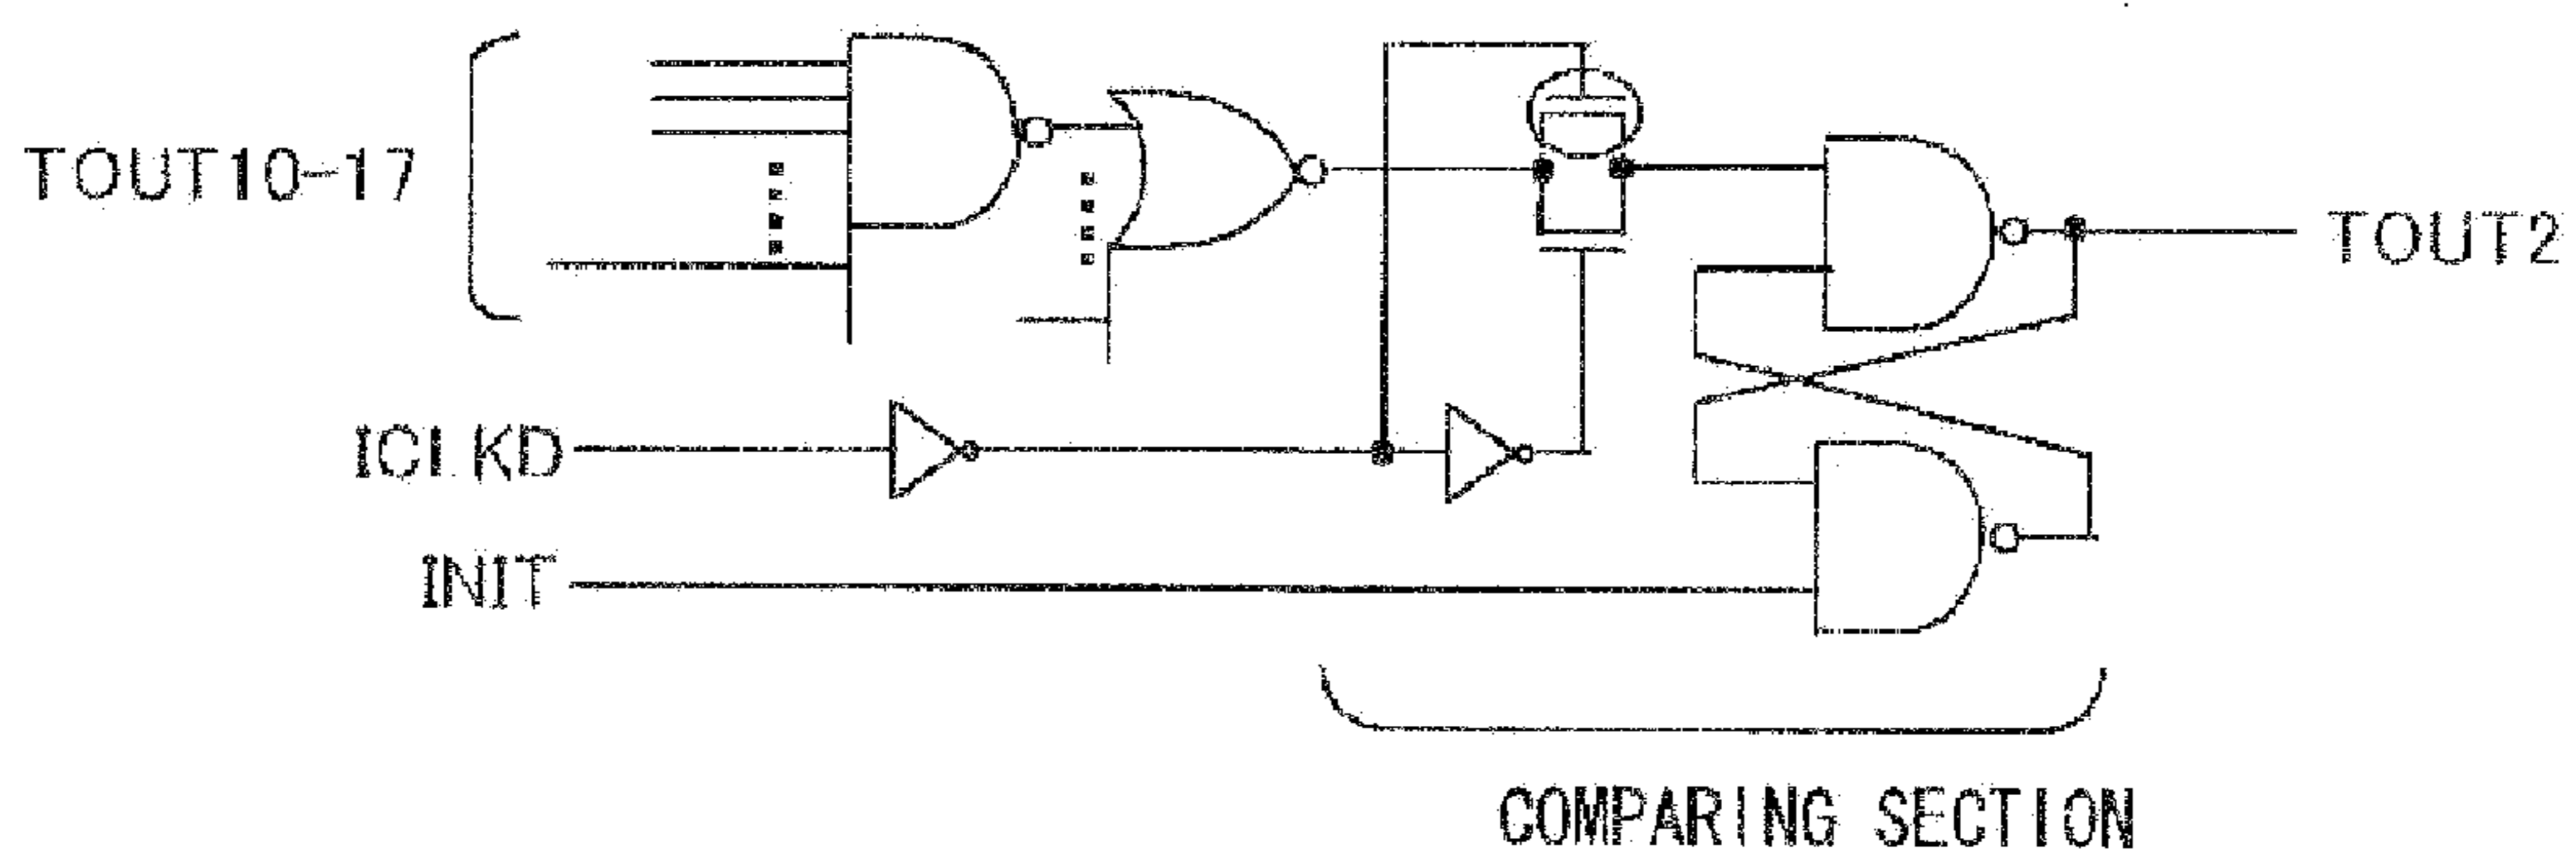 TOUT10-17
TOUT2
ICLKD
INIT
COMPARING SECTION